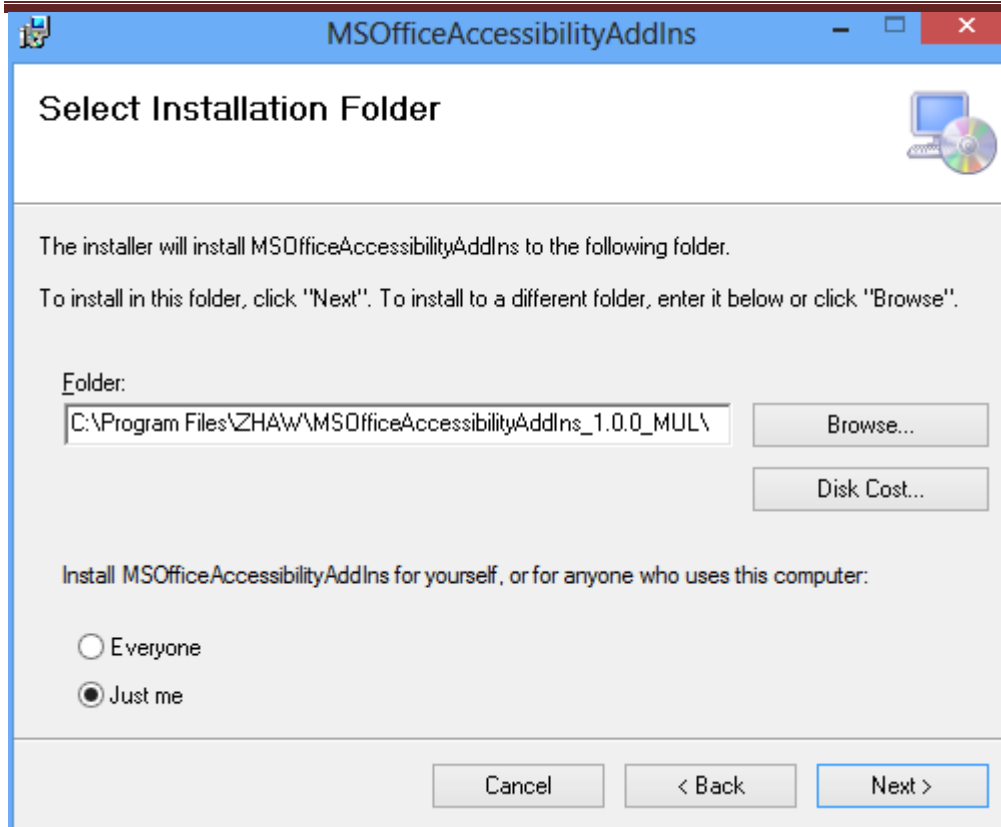 MSOfficeAccessibilityAddIns
Select Installation Folder
The installer will install MSOfficeAccessibilityAddIns to the following folder.
To install in this folder, click "Next". To install to a different folder, enter it below or click "Browse".
Folder:
C:\Program Files\ZHAW\MSOfficeAccessibilityAddIns_1.0.0_MUL\
Browse...
Disk Cost...
Install MSOfficeAccessibilityAddIns for yourself, or for anyone who uses this computer:
Everyone
Just me
Cancel
< Back
Next >